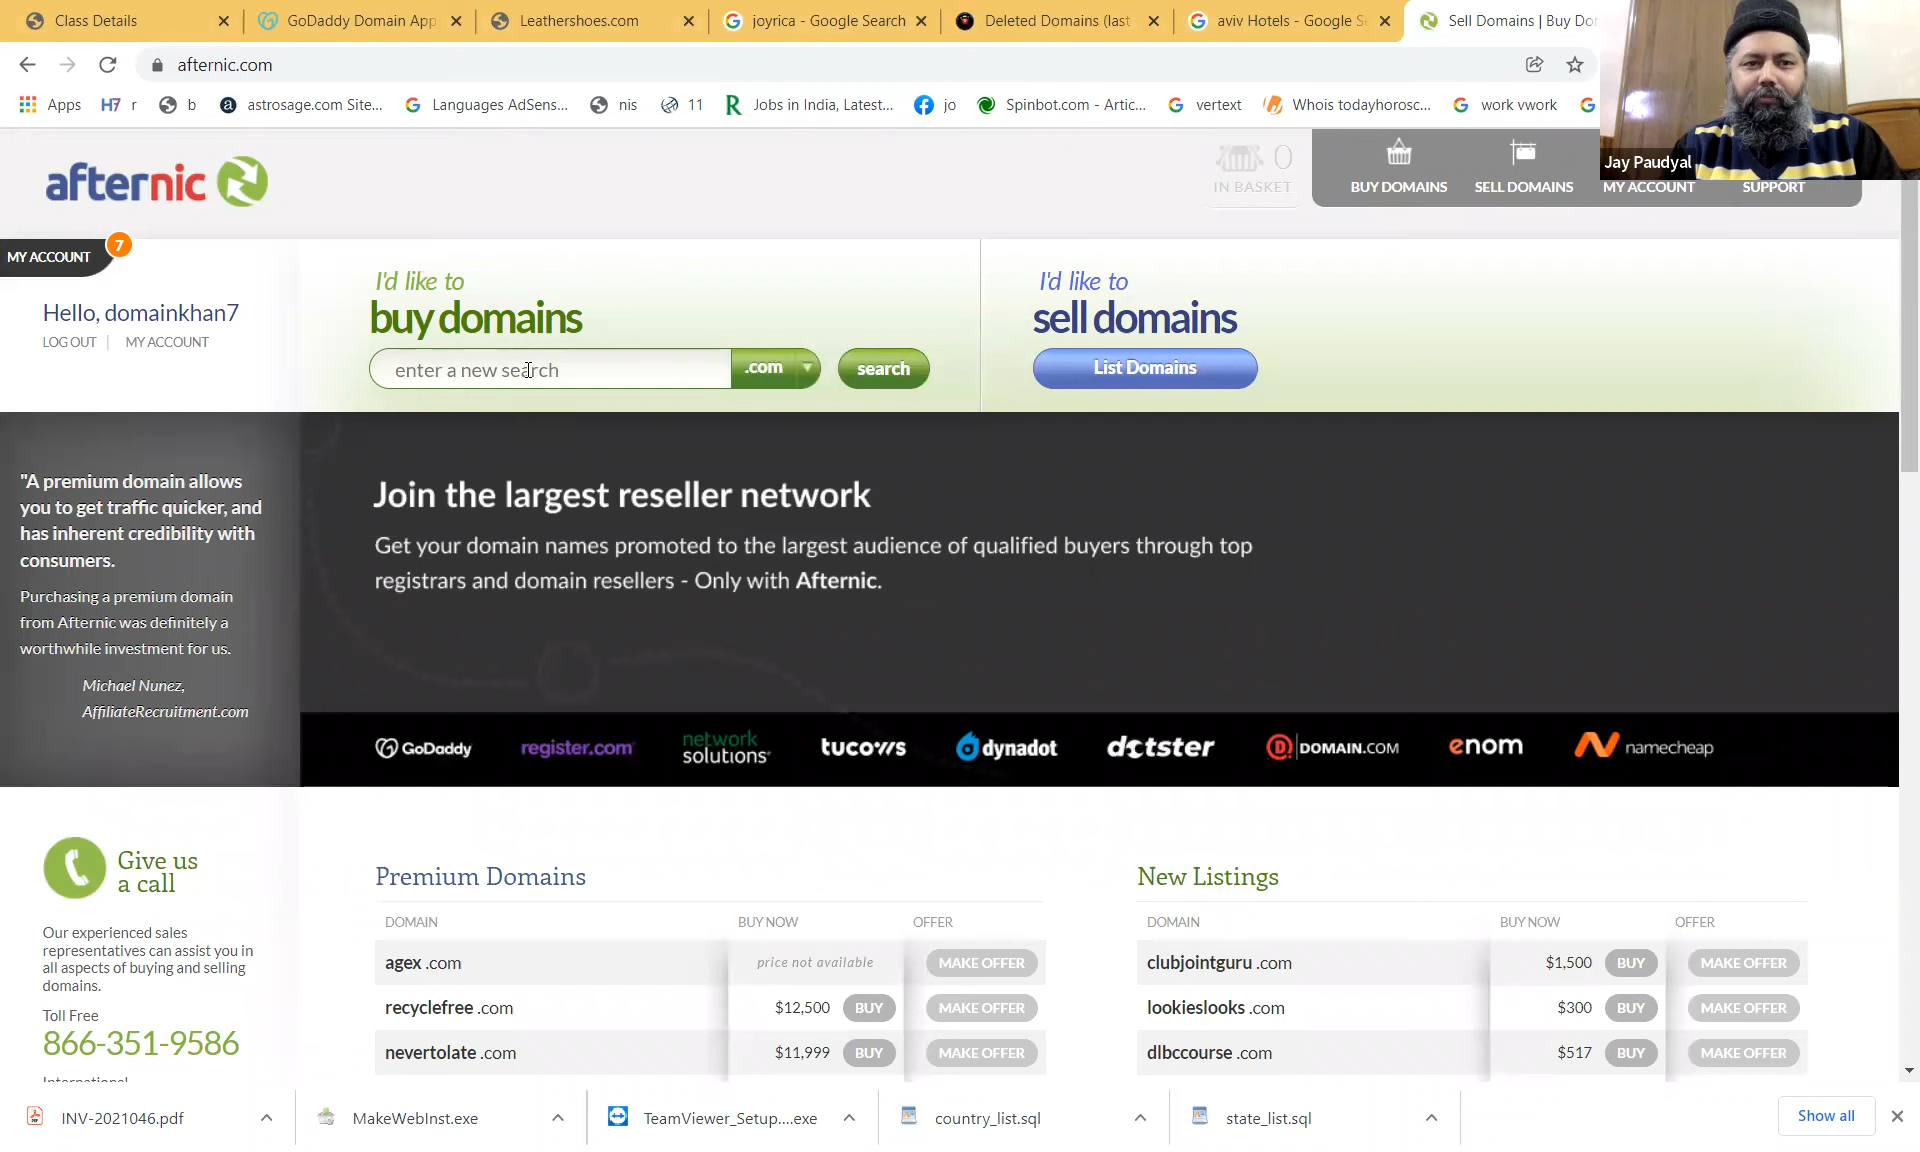 Class Details
GoDaddy Domain App
Leathershoes.com
joyrica - Google Search
Deleted Domains (last
aviv Hotels - Google Se
Sell Domains | Buy Do
afternic.com
Apps
H7 r
b
astrosage.com Site...
Languages AdSens...
nis
11
Jobs in India, Latest...
jo
Spinbot.com - Artic...
vertext
Whois todayhorosc...
work vwork
Jay Paudyal
afternic
0
IN BASKET
BUY DOMAINS
SELL DOMAINS
MY ACCOUNT
SUPPORT
MY ACCOUNT
7
Hello, domainkhan7
LOG OUT | MY ACCOUNT
I'd like to
buy domains
enter a new search
.com
search
I'd like to
sell domains
List Domains
"A premium domain allows
you to get traffic quicker, and
has inherent credibility with
consumers.
Purchasing a premium domain
from Afternic was definitely a
worthwhile investment for us.
Michael Nunez,
AffiliateRecruitment.com
Join the largest reseller network
Get your domain names promoted to the largest audience of qualified buyers through top
registrars and domain resellers - Only with Afternic.
GoDaddy
register.com
network
solutions
tucows
dynadot
dotster
D DOMAIN.COM
enom
namecheap
Give us
a call
Our experienced sales
representatives can assist you in
all aspects of buying and selling
domains.
Toll Free
866-351-9586
International
Premium Domains
DOMAIN BUY NOW OFFER
agex .com price not available MAKE OFFER
recyclefree .com $12,500 BUY MAKE OFFER
nevertolate .com $11,999 BUY MAKE OFFER
New Listings
DOMAIN BUY NOW OFFER
clubjointguru .com $1,500 BUY MAKE OFFER
lookieslooks .com $300 BUY MAKE OFFER
dlbccourse .com $517 BUY MAKE OFFER
INV-2021046.pdf
MakeWebInst.exe
TeamViewer_Setup....exe
country_list.sql
state_list.sql
Show all